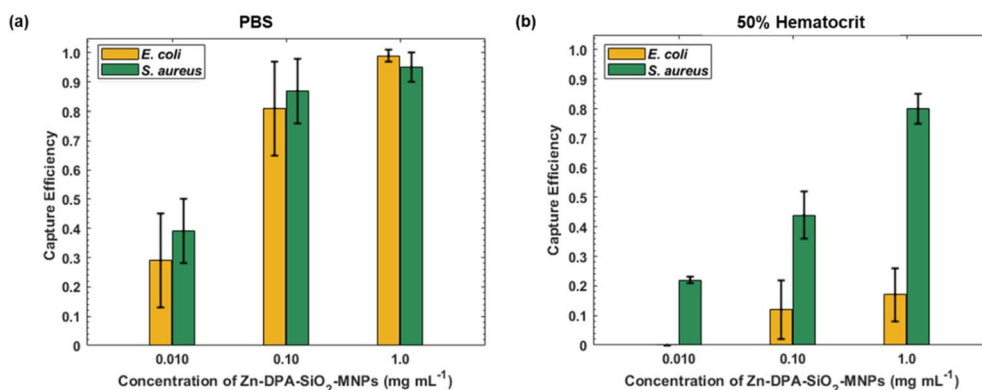 (a)
PBS
E. coli
S. aureus
Capture Efficiency
1.0
0.9
0.8
0.7
0.6
0.5
0.4
0.3
0.2
0.1
0
0.010 0.10 1.0
Concentration of Zn-DPA-SiO₂-MNPs (mg mL⁻¹)
(b)
50% Hematocrit
E. coli
S. aureus
Capture Efficiency
1.0
0.9
0.8
0.7
0.6
0.5
0.4
0.3
0.2
0.1
0
0.010 0.10 1.0
Concentration of Zn-DPA-SiO₂-MNPs (mg mL⁻¹)